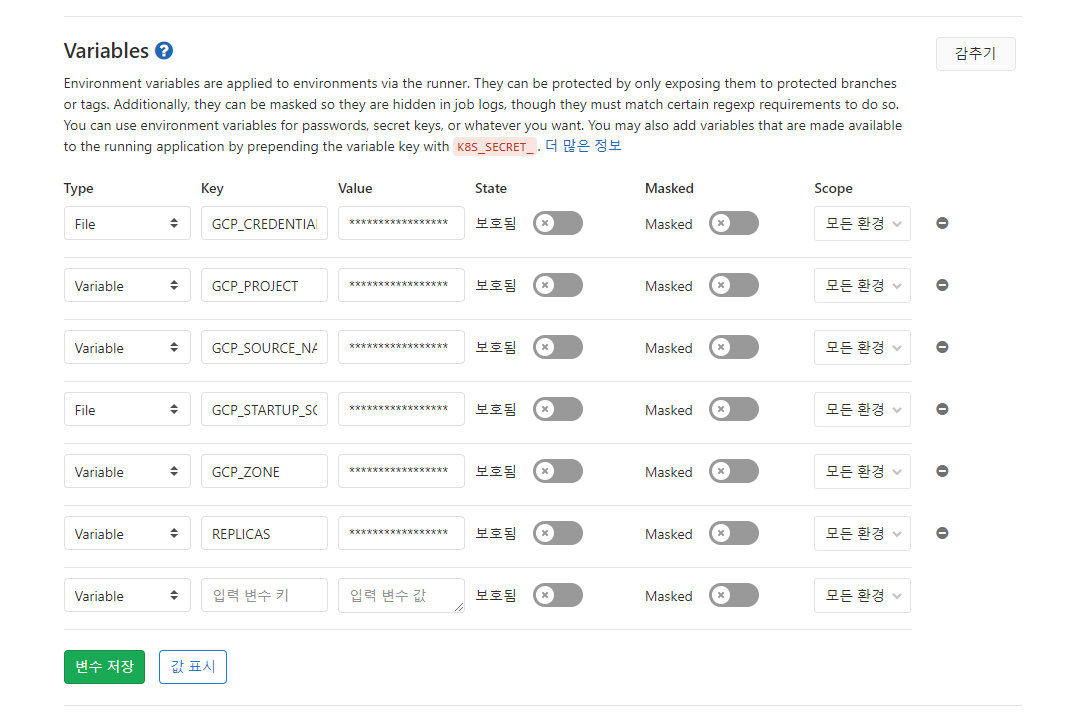 Variables ?
감추기
Environment variables are applied to environments via the runner. They can be protected by only exposing them to protected branches
or tags. Additionally, they can be masked so they are hidden in job logs, though they must match certain regexp requirements to do so.
You can use environment variables for passwords, secret keys, or whatever you want. You may also add variables that are made available
to the running application by prepending the variable key with K8S_SECRET_. 더 많은 정보
Type Key Value State Masked Scope
File GCP_CREDENTIA ***************** 보호됨 Masked 모든 환경
Variable GCP_PROJECT ***************** 보호됨 Masked 모든 환경
Variable GCP_SOURCE_NA ***************** 보호됨 Masked 모든 환경
File GCP_STARTUP_SC ***************** 보호됨 Masked 모든 환경
Variable GCP_ZONE ***************** 보호됨 Masked 모든 환경
Variable REPLICAS ***************** 보호됨 Masked 모든 환경
Variable 입력 변수 키 입력 변수 값 보호됨 Masked 모든 환경
변수 저장 값 표시